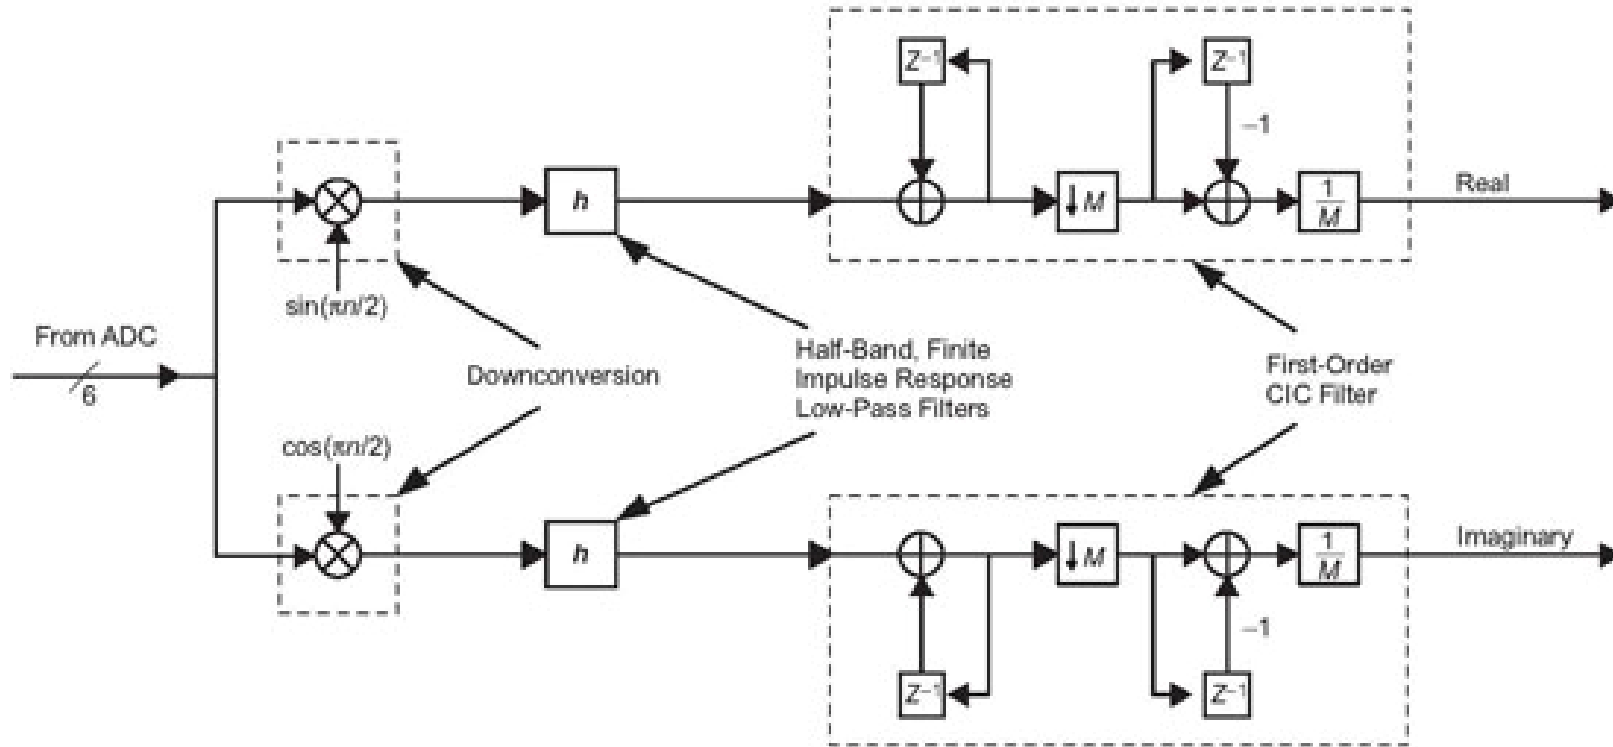 Z⁻¹
Z⁻¹
–1
h
↓M
1
M
Real
sin(πn/2)
From ADC
6
Downconversion
Half-Band, Finite
Impulse Response
Low-Pass Filters
First-Order
CIC Filter
cos(πn/2)
h
↓M
1
M
Imaginary
–1
Z⁻¹
Z⁻¹